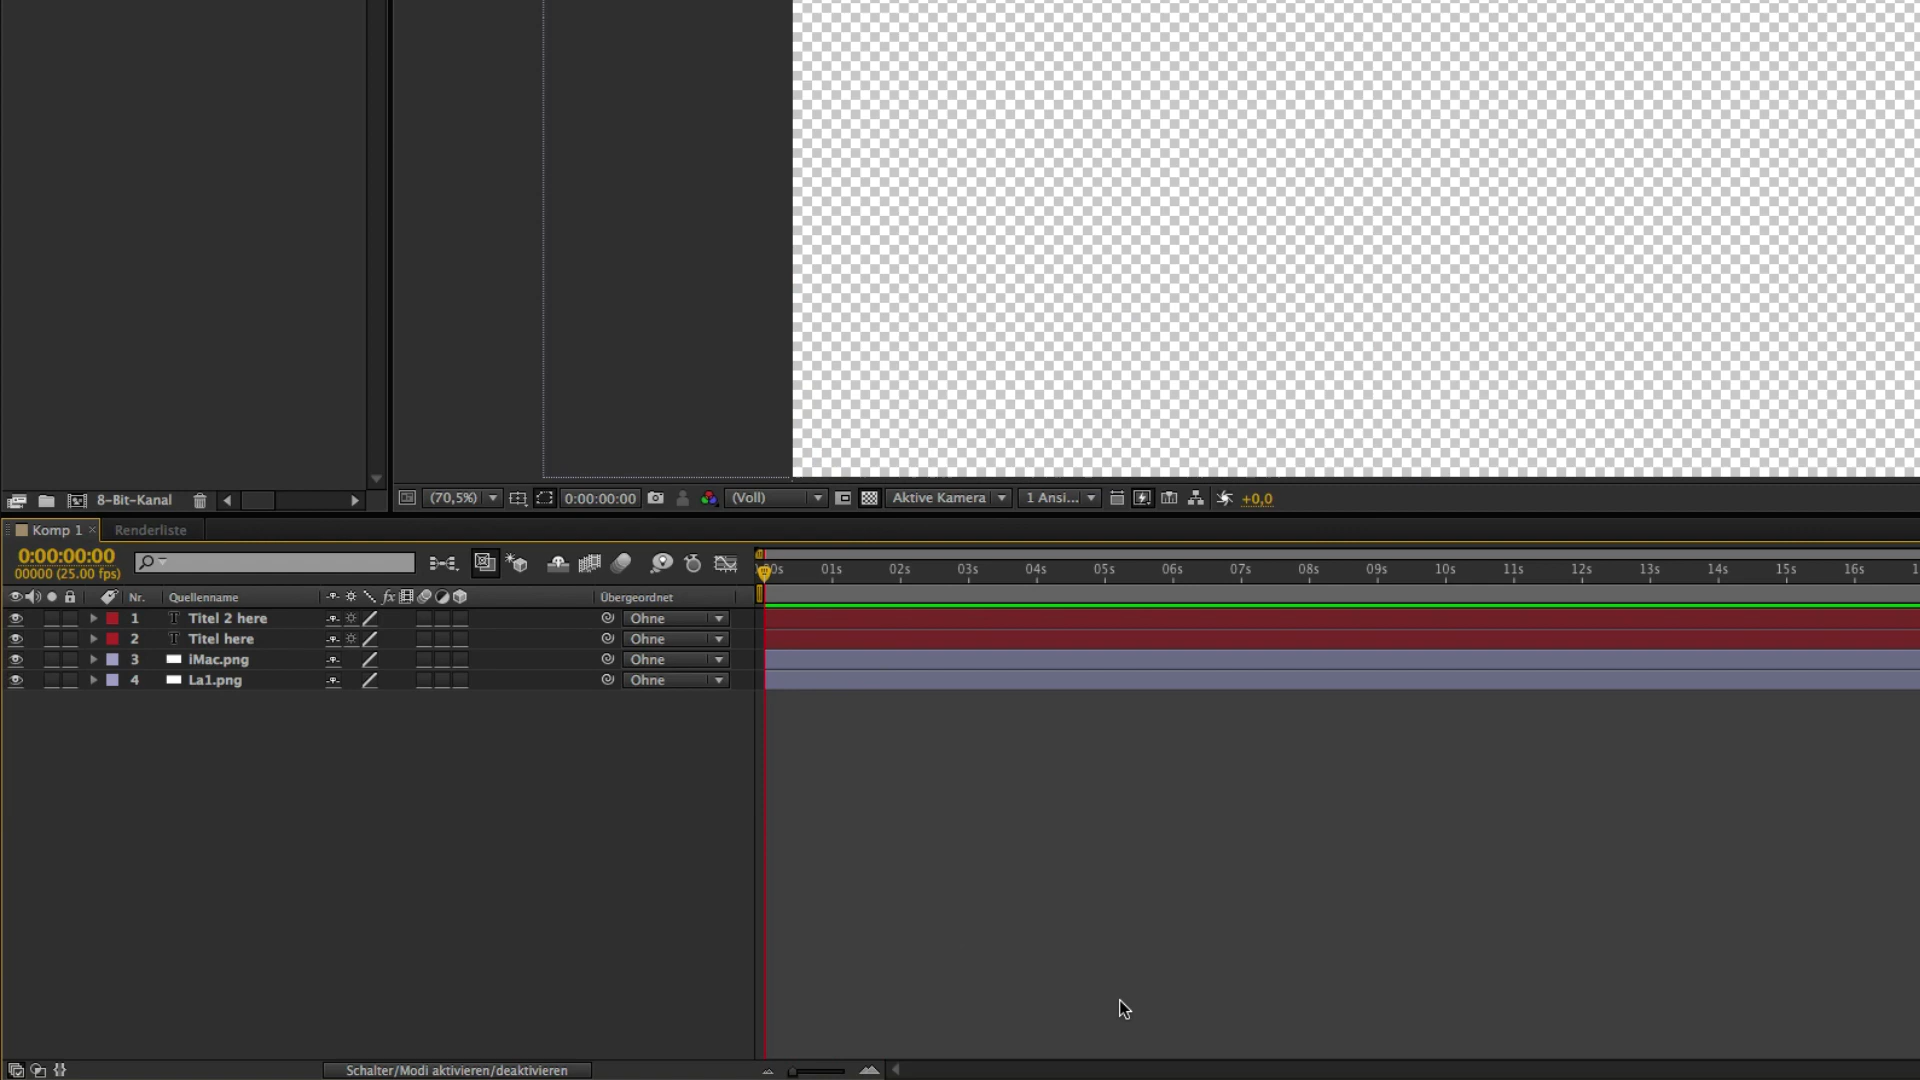 8-Bit-Kanal
(70,5%) 0:00:00:00 (Voll) Aktive Kamera 1 Ansi... +0,0
Komp 1 Renderliste
0:00:00:00
00000 (25.00 fps)
01s 02s 03s 04s 05s 06s 07s 08s 09s 10s 11s 12s 13s 14s 15s 16s
Nr. Quellenname fx Übergeordnet
1 T Titel 2 here Ohne
2 T Titel here Ohne
3 iMac.png Ohne
4 La1.png Ohne
Schalter/Modi aktivieren/deaktivieren